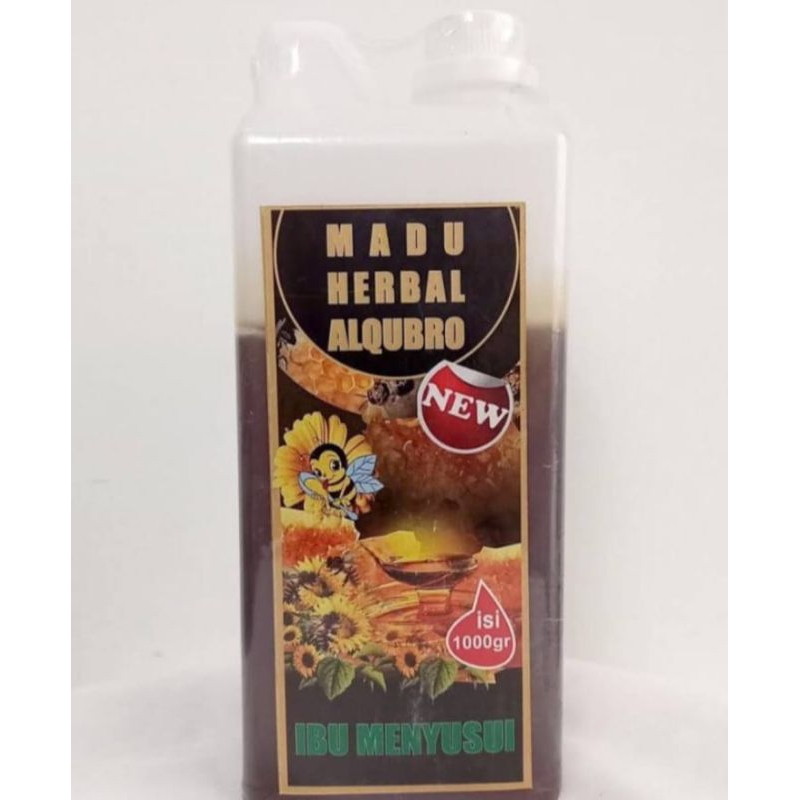 MADU
HERBAL
ALQUBRO
NEW
isi
1000gr
IBU MENYUSUI